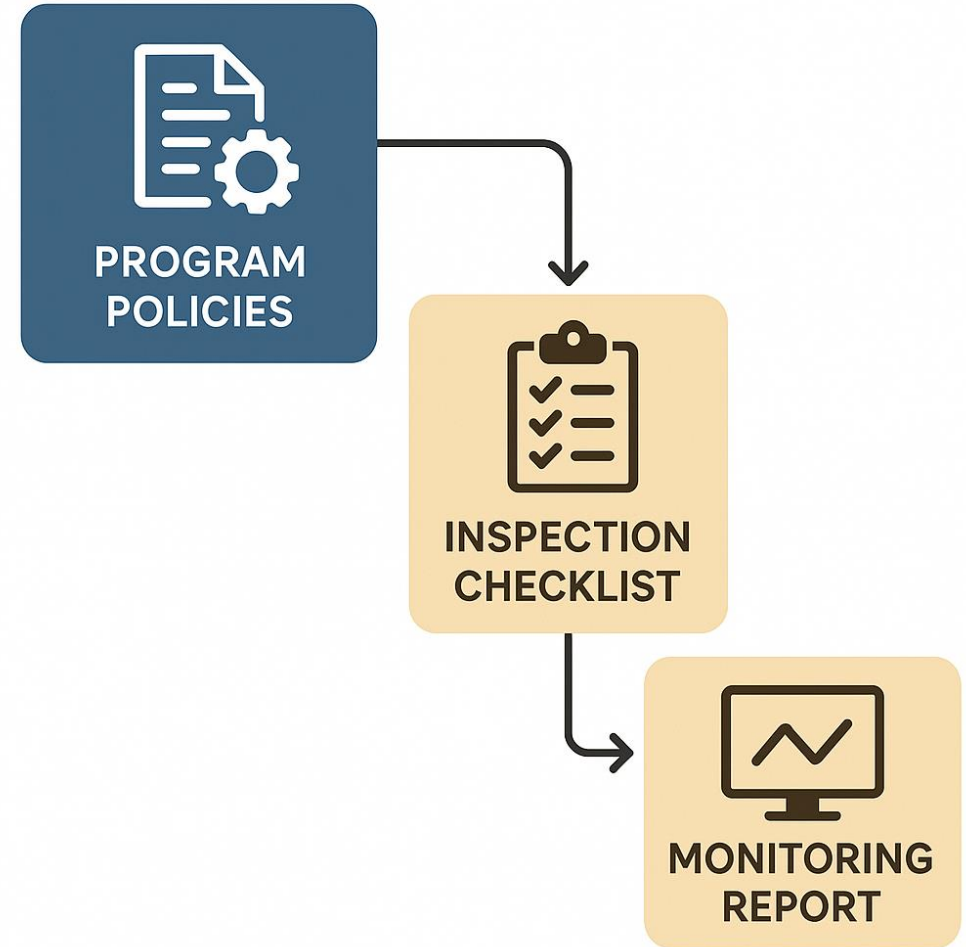 PROGRAM
POLICIES
INSPECTION
CHECKLIST
MONITORING
REPORT